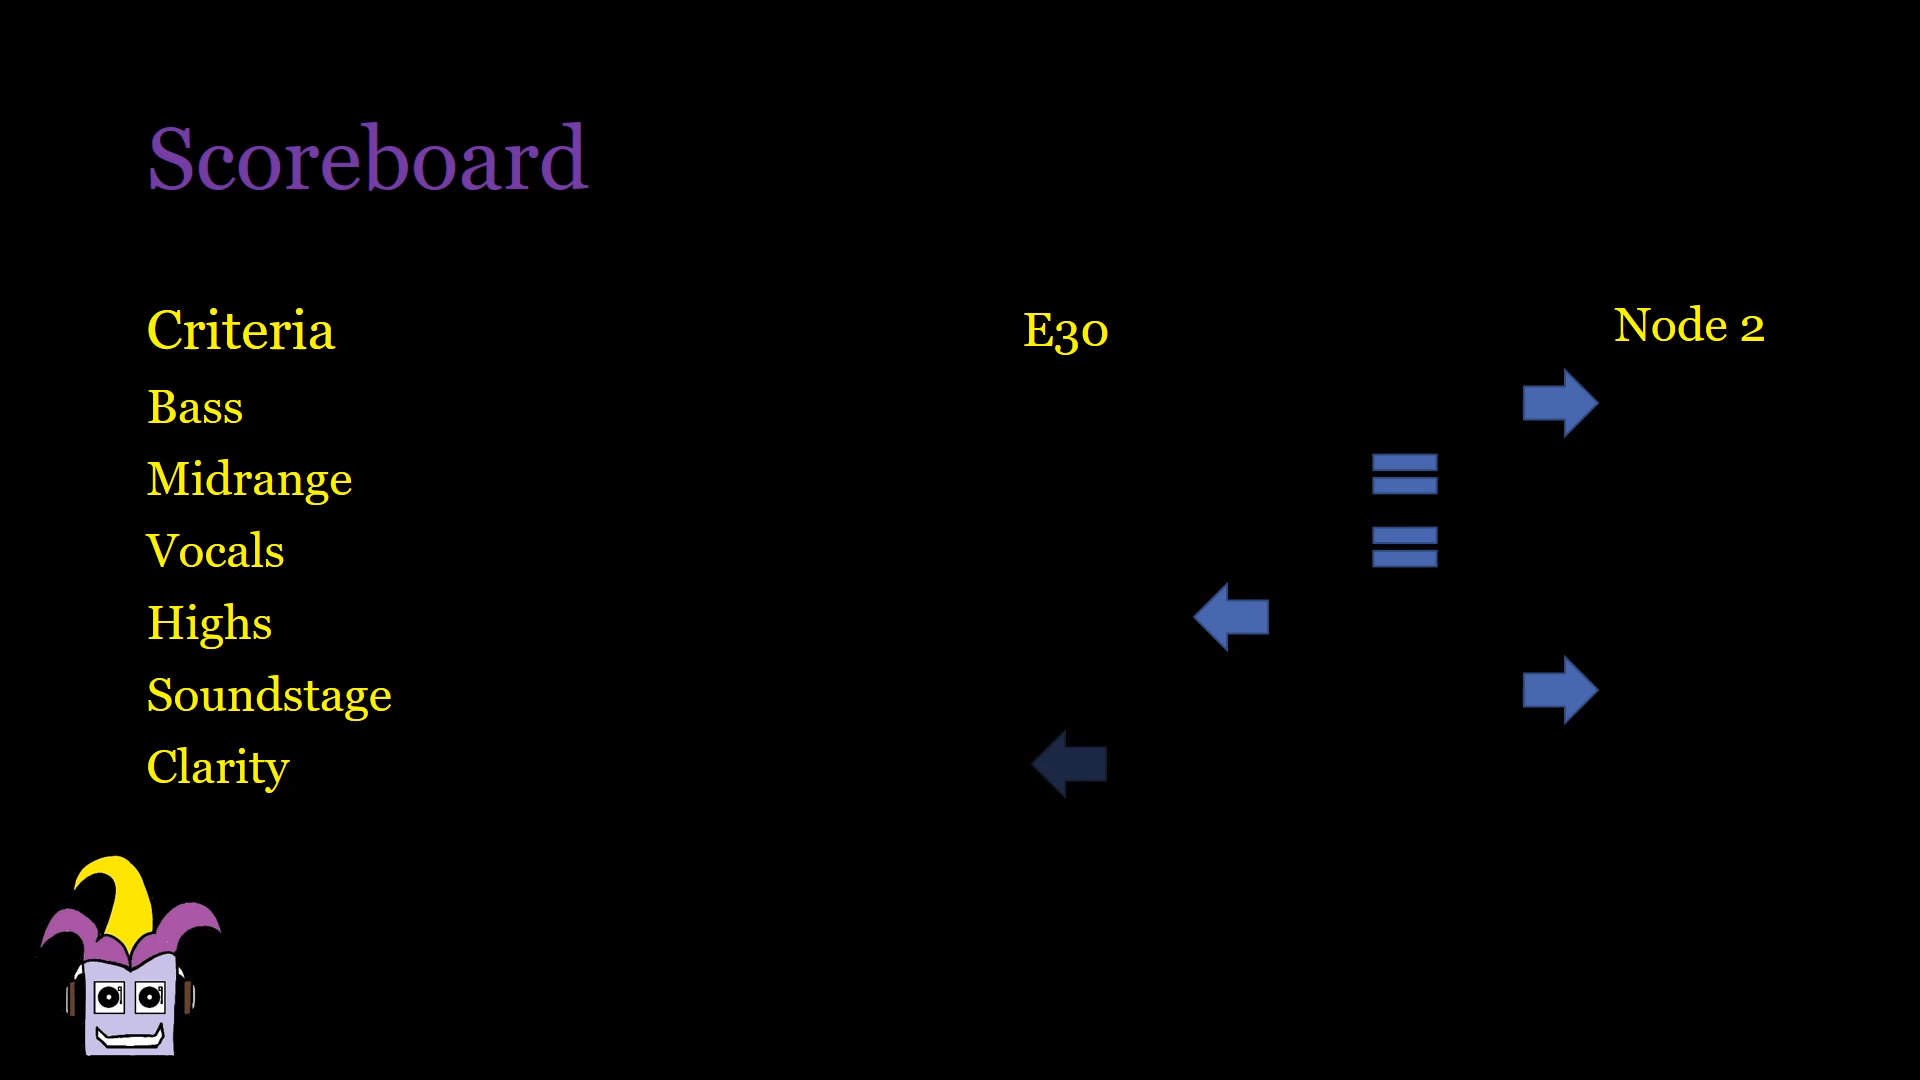 Scoreboard
Criteria E30 Node 2
Bass
Midrange
Vocals
Highs
Soundstage
Clarity